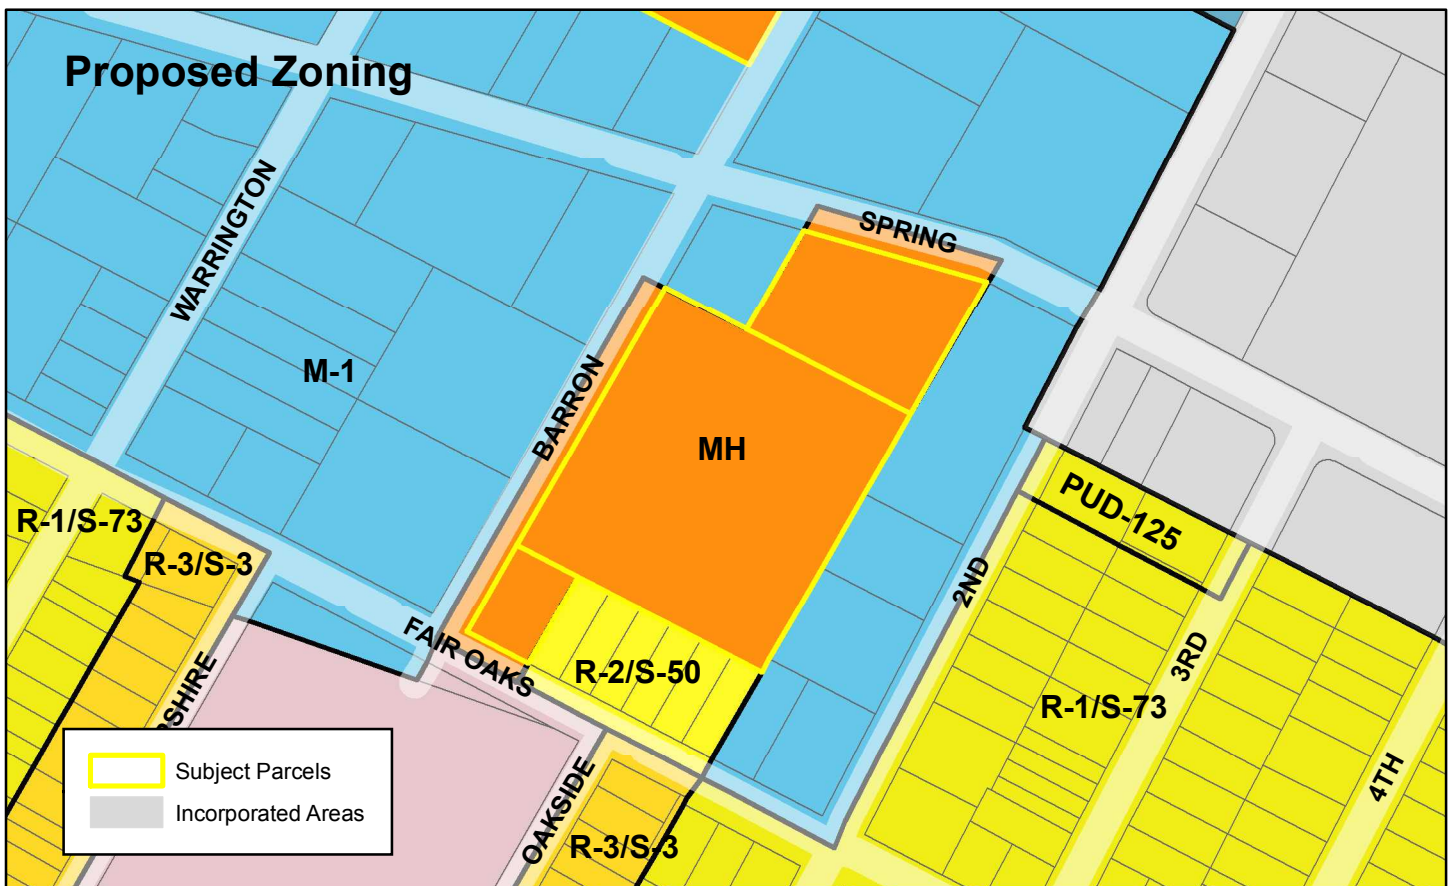 Proposed Zoning
WARRINGTON
SPRING
M-1
BARRON
MH
PUD-125
R-1/S-73
R-3/S-3
2ND
FAIR OAKS
R-2/S-50
3RD
R-1/S-73
4TH
OAKSIDE
R-3/S-3
Subject Parcels
Incorporated Areas